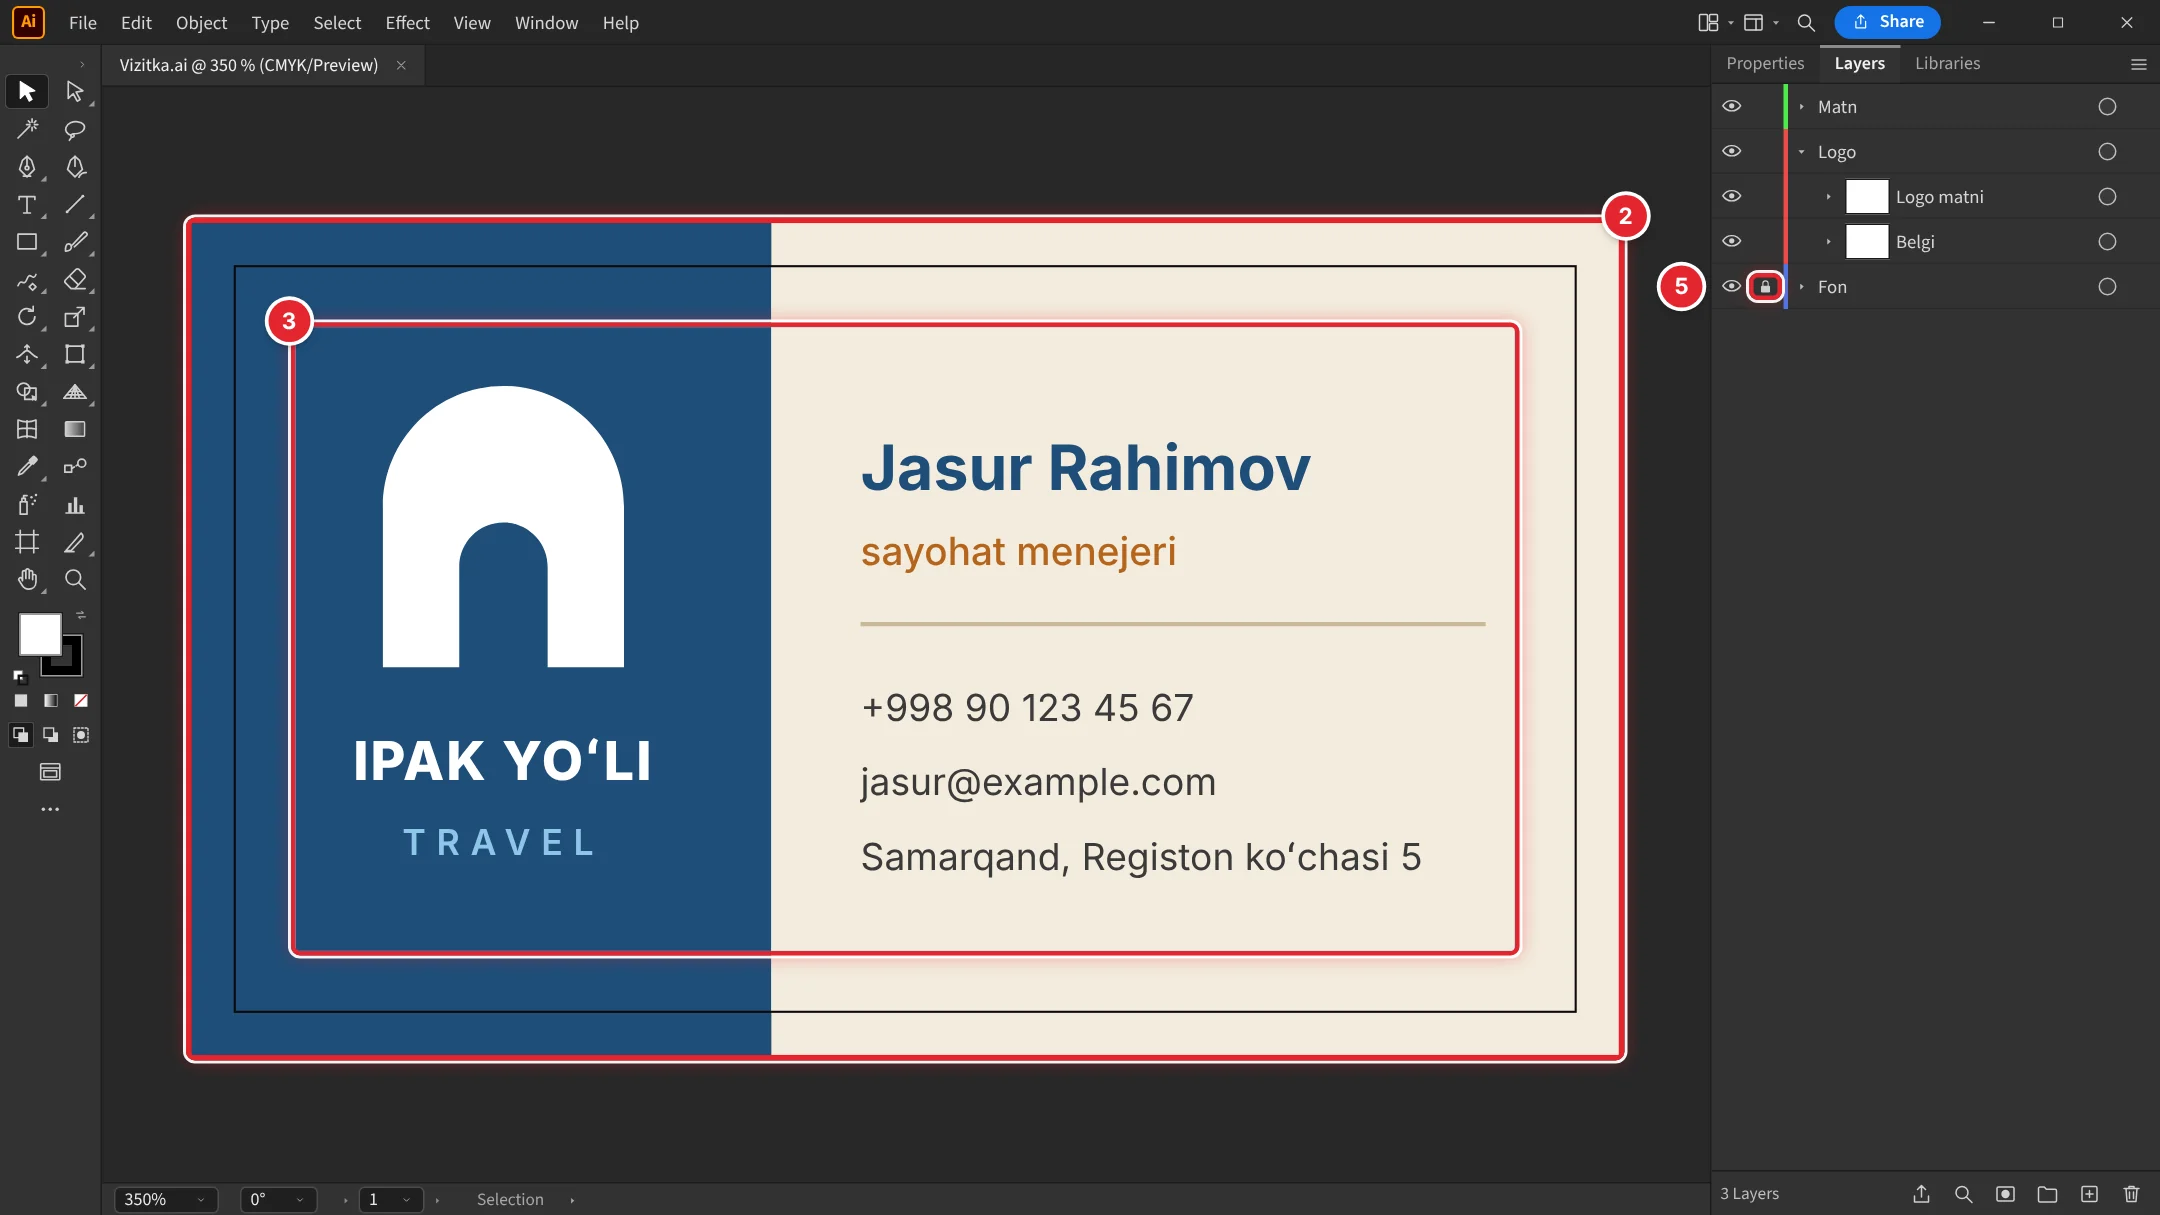 Ai File Edit Object Type Select Effect View Window Help Share
Vizitka.ai @ 350 % (CMYK/Preview)
Properties Layers Libraries
Matn
Logo
Logo matni
Belgi
5 Fon
2
3
IPAK YOʻLI
TRAVEL
Jasur Rahimov
sayohat menejeri
+998 90 123 45 67
jasur@example.com
Samarqand, Registon koʻchasi 5
350% 0° 1 Selection
3 Layers